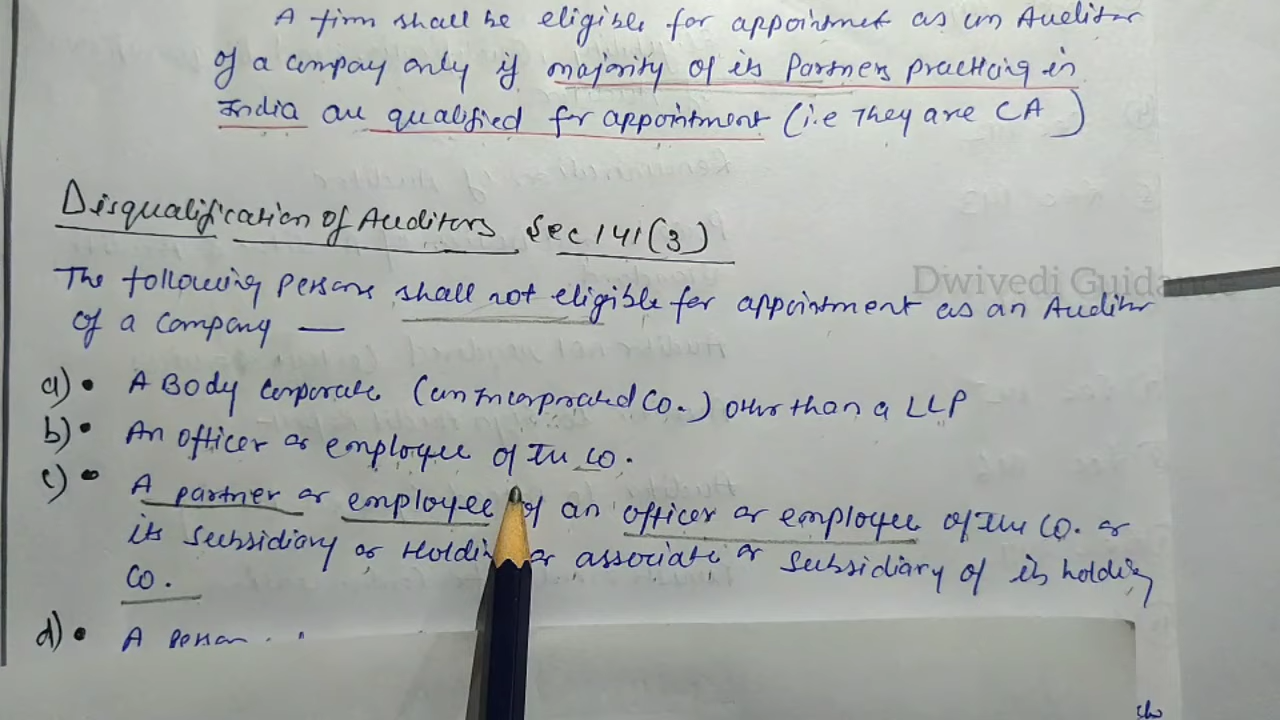 A firm shall be eligible for appointmet as an Auditor
of a compay only if majority of its Partners practicing in
India are qualified for appointment (i.e They are CA)
Disqualification of Auditors Sec 141(3)
The following Persons shall not eligible for appointment as an Auditor
of a company —
Dwivedi Guidance
a) • A Body Corporate (an Incorporated Co.) other than a LLP
b) • An officer or employee of The Co.
c) • A partner or employee of an officer or employee of The Co. or
its Subsidiary or Holding or associate or Subsidiary of its holding
Co.
d) • A Person . .